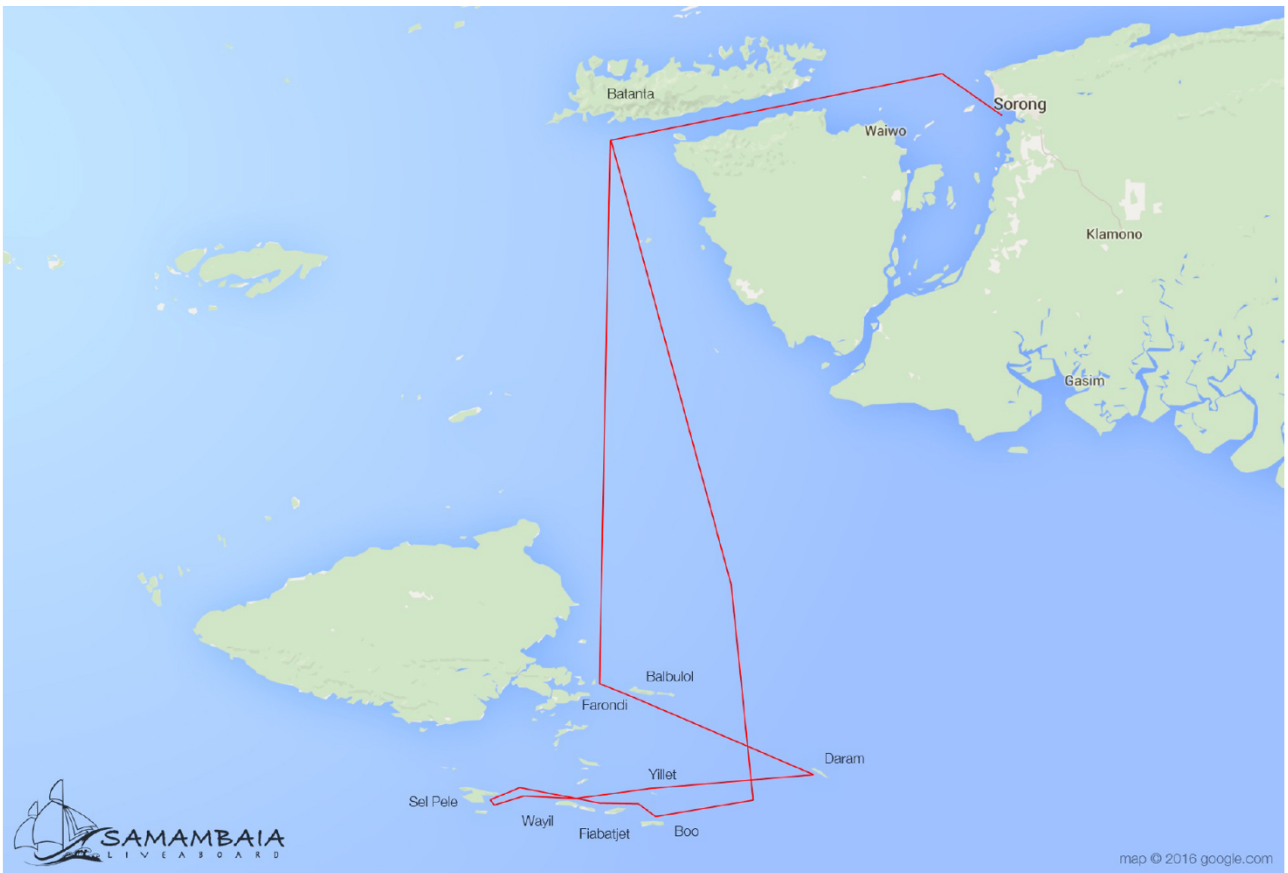 Batanta
Sorong
Waiwo
Klamono
Gasim
Balbulol
Farondi
Daram
Yillet
Sel Pele
Wayil
Fiabatjet
Boo
SAMAMBAIA
LIVEABOARD
map © 2016 google.com